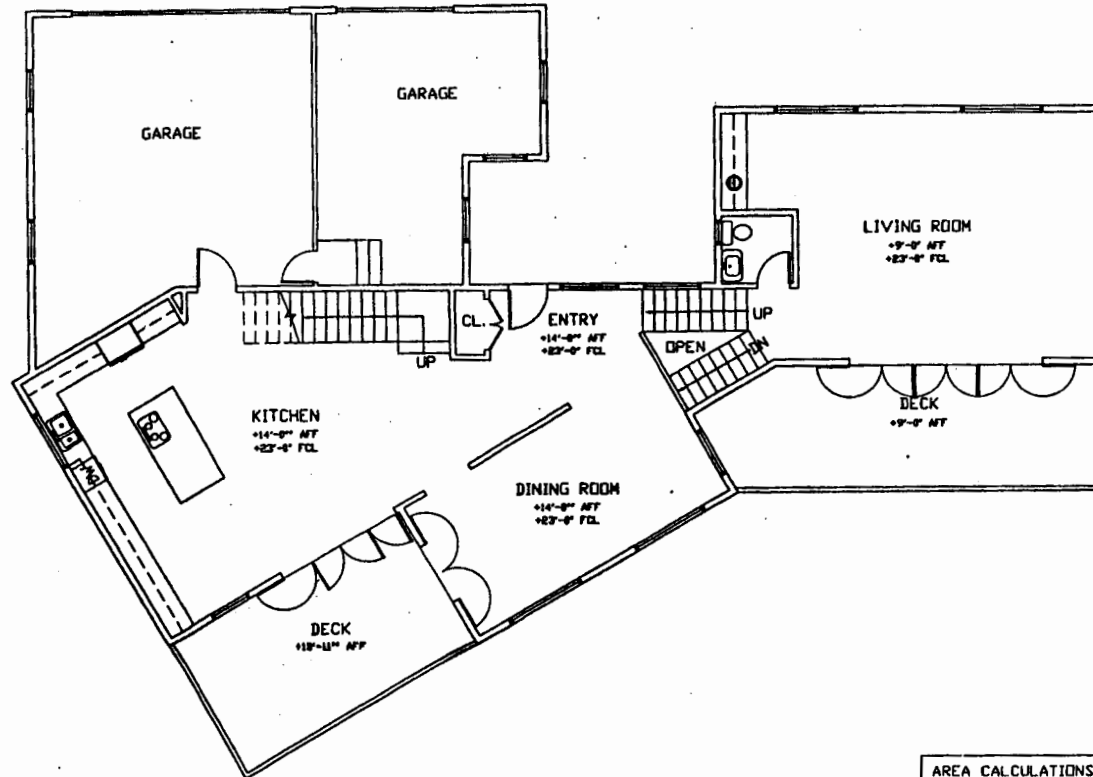 GARAGE
GARAGE
LIVING ROOM
+9'-0" AFF
+23'-0" FCL
CL.
ENTRY
+14'-0" AFF
+23'-0" FCL
UP
UP
OPEN
DN
KITCHEN
+14'-0" AFF
+23'-0" FCL
DECK
+9'-0" AFF
DW
DINING ROOM
+14'-0" AFF
+23'-0" FCL
DECK
AFF
AREA CALCULATIONS